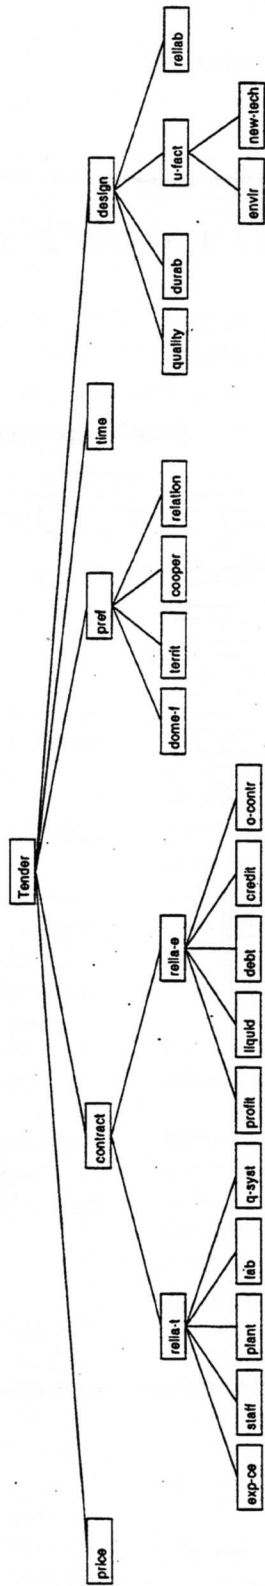 Tender
price
contract
pref
time
design
relia-t
relia-e
dome-f
territ
cooper
relation
quality
durab
u-fact
reliab
exp-ce
staff
plant
lab
q-syst
profit
liquid
debt
credit
o-contr
envir
new-tech